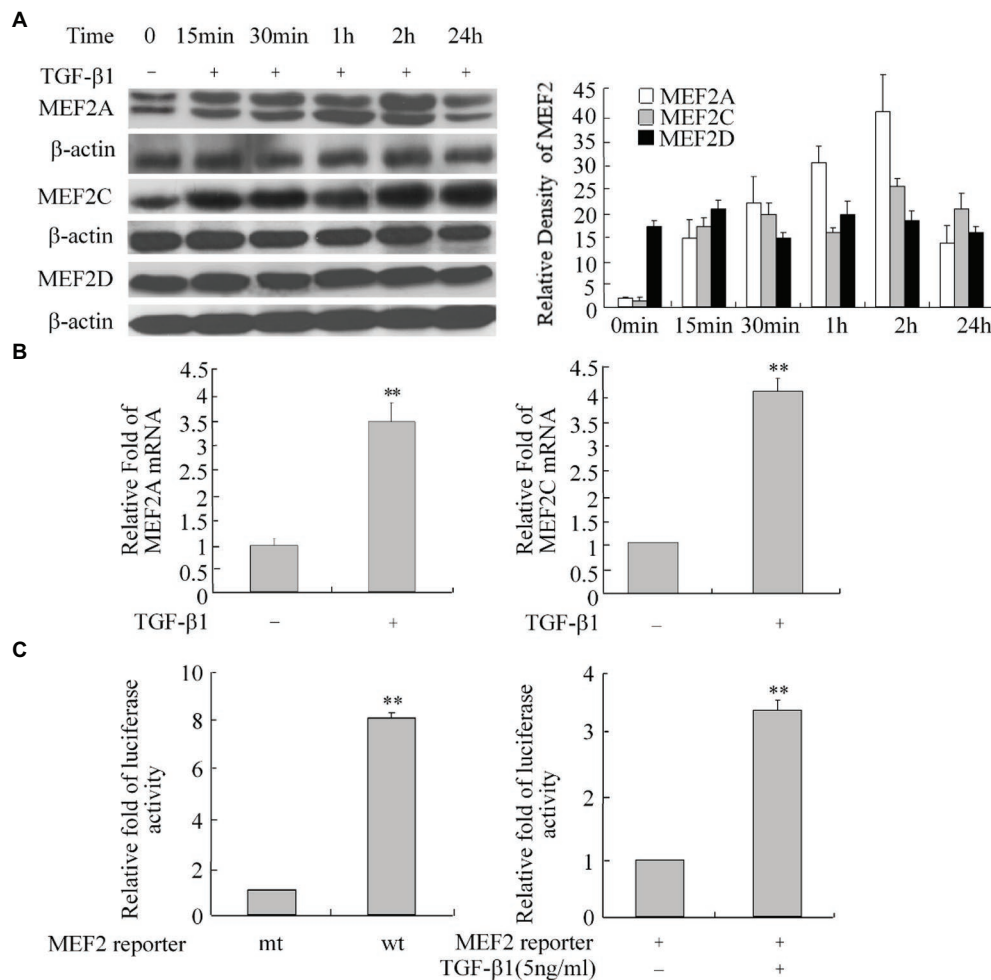 A
Time 0 15min 30min 1h 2h 24h
TGF-β1 – + + + + +
MEF2A
β-actin
MEF2C
β-actin
MEF2D
β-actin
Relative Density of MEF2
45
40
35
30
25
20
15
10
5
0
MEF2A
MEF2C
MEF2D
0min 15min 30min 1h 2h 24h
B
Relative Fold of
MEF2A mRNA
4.5
4
3.5
3
2.5
2
1.5
1
0.5
0
**
TGF-β1 – +
Relative Fold of
MEF2C mRNA
4.5
4
3.5
3
2.5
2
1.5
1
0.5
0
**
TGF-β1 – +
C
Relative fold of luciferase
activity
10
8
6
4
2
0
**
MEF2 reporter mt wt
Relative fold of luciferase
activity
4
3
2
1
0
**
MEF2 reporter + +
TGF-β1(5ng/ml) – +